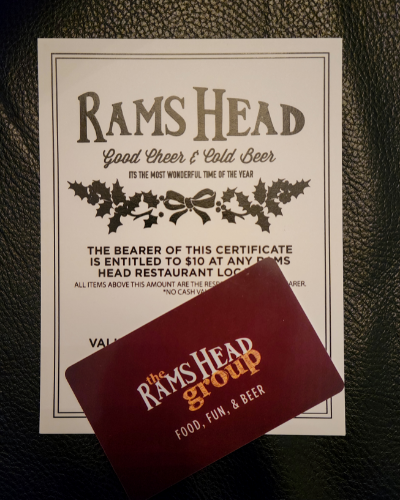 RAMS HEAD
Good Cheer & Cold Beer
ITS THE MOST WONDERFUL TIME OF THE YEAR
THE BEARER OF THIS CERTIFICATE
IS ENTITLED TO $10 AT ANY RAMS
HEAD RESTAURANT
ALL ITEMS ABOVE THIS AMOUNT ARE THE
*NO CASH
the
RAMS HEAD
group
FOOD, FUN, & BEER